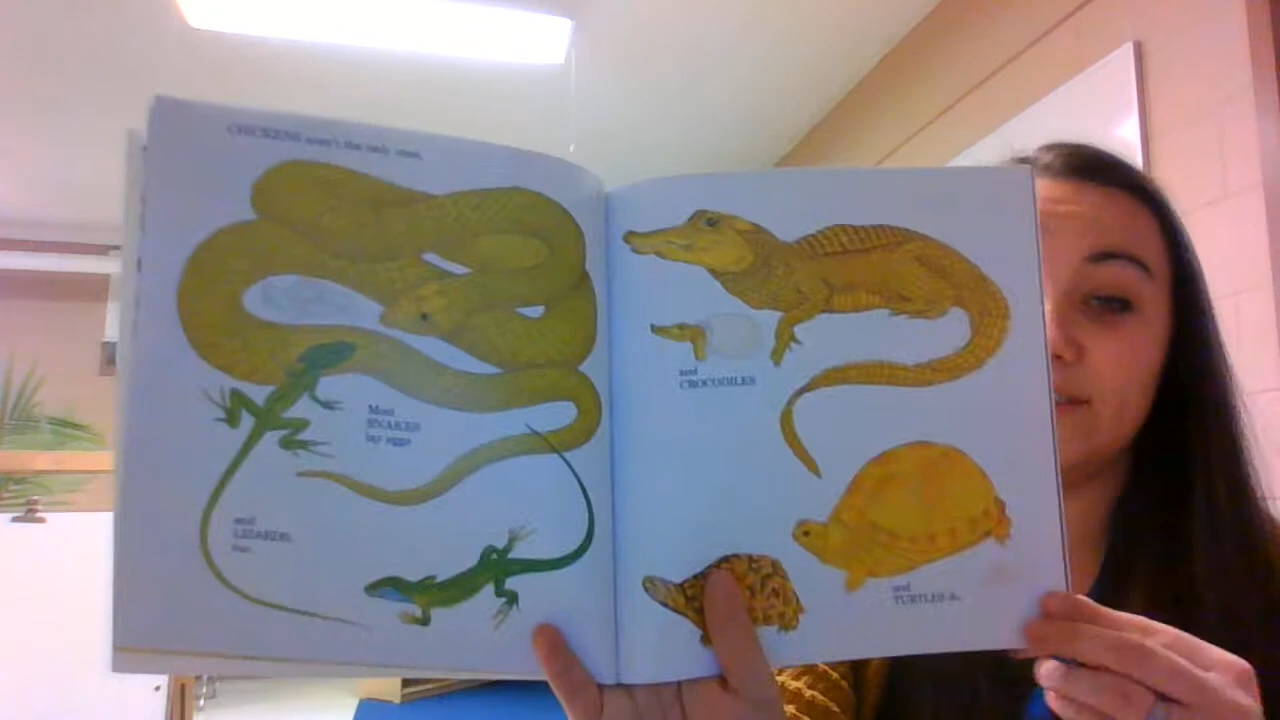 CHICKENS aren't the only ones.
Most
SNAKES
lay eggs
and
LIZARDS,
too,
and
CROCODILES
and
TURTLES do.